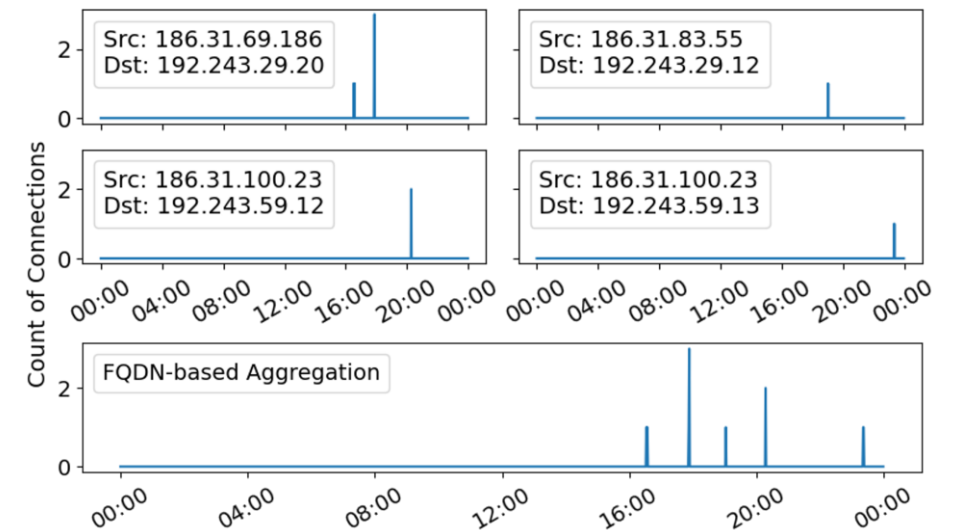 2
0
Src: 186.31.69.186
Dst: 192.243.29.20
Src: 186.31.83.55
Dst: 192.243.29.12
Count of Connections
2
0
Src: 186.31.100.23
Dst: 192.243.59.12
Src: 186.31.100.23
Dst: 192.243.59.13
00:00 04:00 08:00 12:00 16:00 20:00 00:00
00:00 04:00 08:00 12:00 16:00 20:00 00:00
2
0
FQDN-based Aggregation
00:00 04:00 08:00 12:00 16:00 20:00 00:00